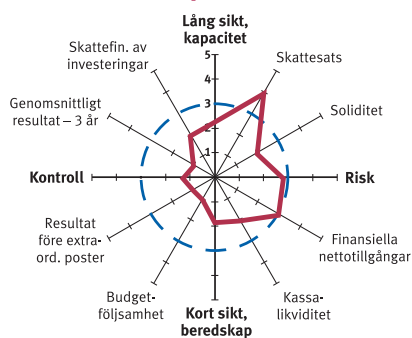 Lång sikt,
kapacitet
Skattefin. av
investeringar
Skattesats
Genomsnittligt
resultat – 3 år
Soliditet
5
4
3
2
1
Kontroll
Risk
Resultat
före extra-
ord. poster
Finansiella
nettotillgångar
Budget-
följsamhet
Kassa-
likviditet
Kort sikt,
beredskap